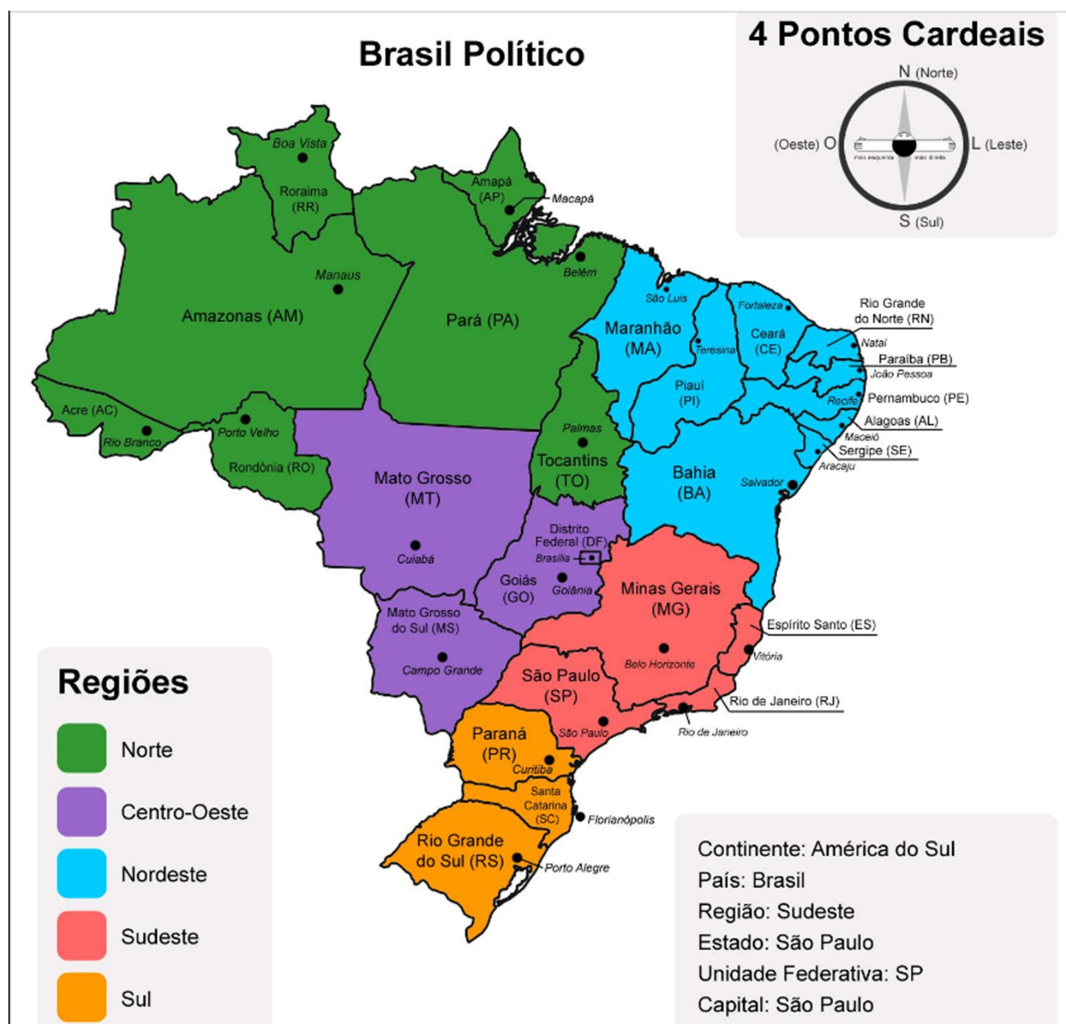 Brasil Político
4 Pontos Cardeais
N (Norte)
(Oeste) O
mão esquerda
mão direita
L (Leste)
S (Sul)
Boa Vista
Roraima
(RR)
Amapá
(AP)
Macapá
Manaus
Amazonas (AM)
Belém
Pará (PA)
São Luis
Maranhão
(MA)
Teresina
Piauí
(PI)
Fortaleza
Ceará
(CE)
Rio Grande
do Norte (RN)
Natal
Paraíba (PB)
João Pessoa
Recife
Pernambuco (PE)
Alagoas (AL)
Maceió
Sergipe (SE)
Aracaju
Acre (AC)
Rio Branco
Porto Velho
Rondônia (RO)
Palmas
Tocantins
(TO)
Mato Grosso
(MT)
Cuiabá
Bahia
(BA)
Salvador
Distrito
Federal (DF)
Brasília
Goiás
(GO)
Goiânia
Minas Gerais
(MG)
Belo Horizonte
Espírito Santo (ES)
Vitória
Mato Grosso
do Sul (MS)
Campo Grande
São Paulo
(SP)
São Paulo
Rio de Janeiro (RJ)
Rio de Janeiro
Paraná
(PR)
Curitiba
Santa
Catarina
(SC)
Florianópolis
Rio Grande
do Sul (RS)
Porto Alegre
Regiões
Norte
Centro-Oeste
Nordeste
Sudeste
Sul
Continente: América do Sul
País: Brasil
Região: Sudeste
Estado: São Paulo
Unidade Federativa: SP
Capital: São Paulo